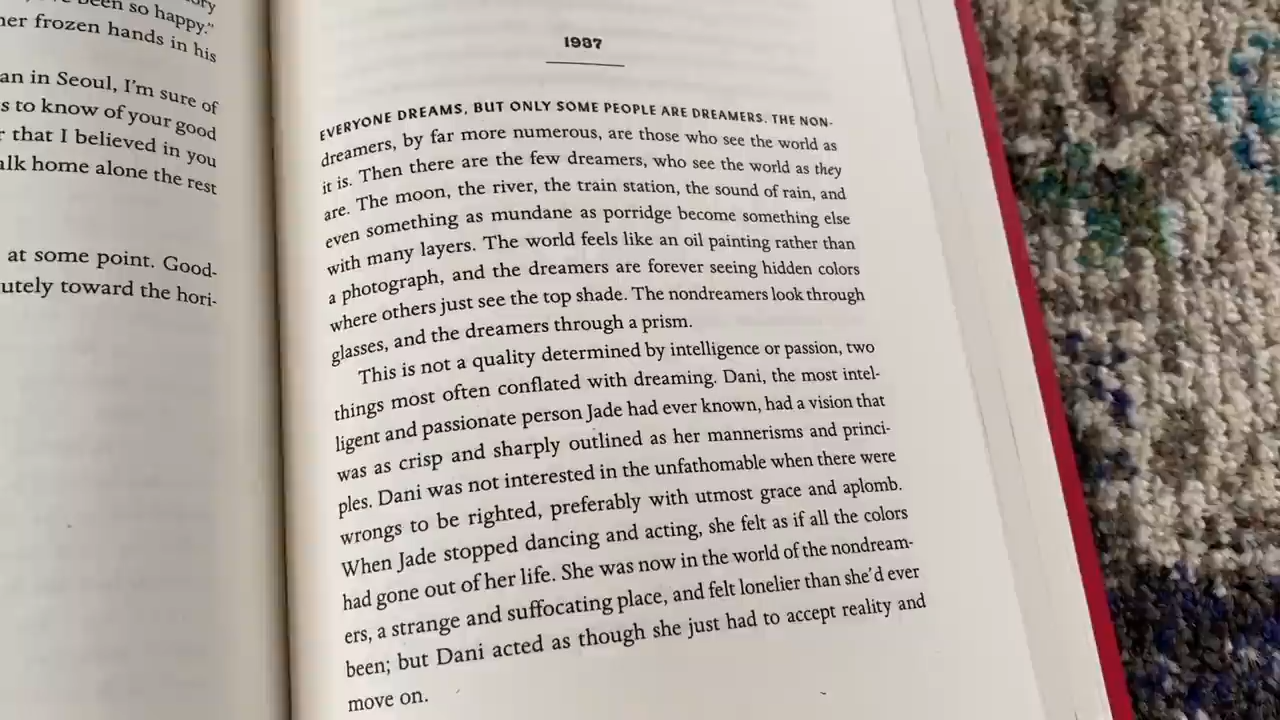 been so happy."
her frozen hands in his
an in Seoul, I'm sure of
s to know of your good
that I believed in you
alk home alone the rest
at some point. Good-
utely toward the hori-
1987
EVERYONE DREAMS, BUT ONLY SOME PEOPLE ARE DREAMERS. THE NON-
dreamers, by far more numerous, are those who see the world as
it is. Then there are the few dreamers, who see the world as they
are. The moon, the river, the train station, the sound of rain, and
even something as mundane as porridge become something else
with many layers. The world feels like an oil painting rather than
a photograph, and the dreamers are forever seeing hidden colors
where others just see the top shade. The nondreamers look through
glasses, and the dreamers through a prism.
This is not a quality determined by intelligence or passion, two
things most often conflated with dreaming. Dani, the most intel-
ligent and passionate person Jade had ever known, had a vision that
was as crisp and sharply outlined as her mannerisms and princi-
ples. Dani was not interested in the unfathomable when there were
wrongs to be righted, preferably with utmost grace and aplomb.
When Jade stopped dancing and acting, she felt as if all the colors
had gone out of her life. She was now in the world of the nondream-
ers, a strange and suffocating place, and felt lonelier than she'd ever
been; but Dani acted as though she just had to accept reality and
move on.